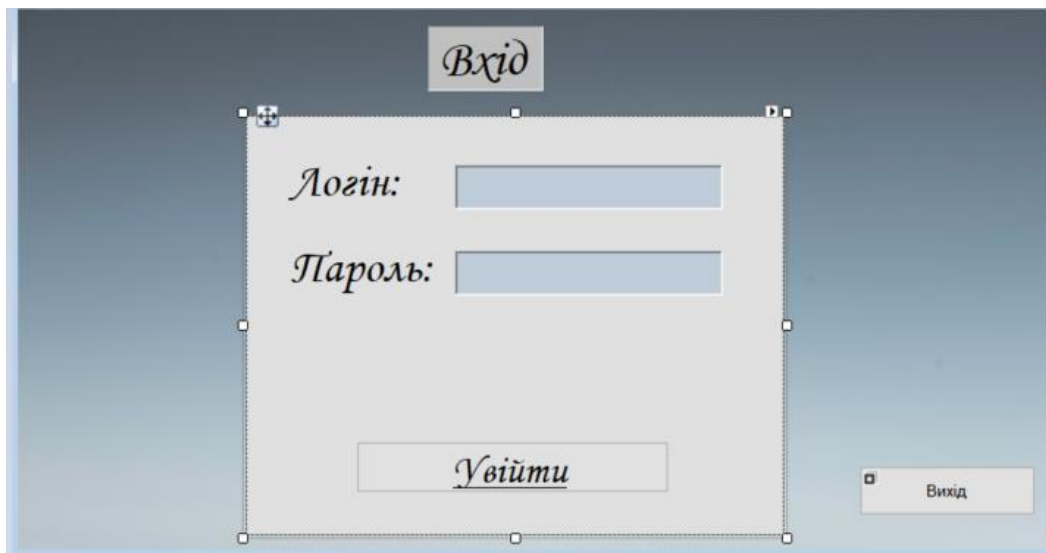 Вхід
Логін:
Пароль:
Увійти
Вихід